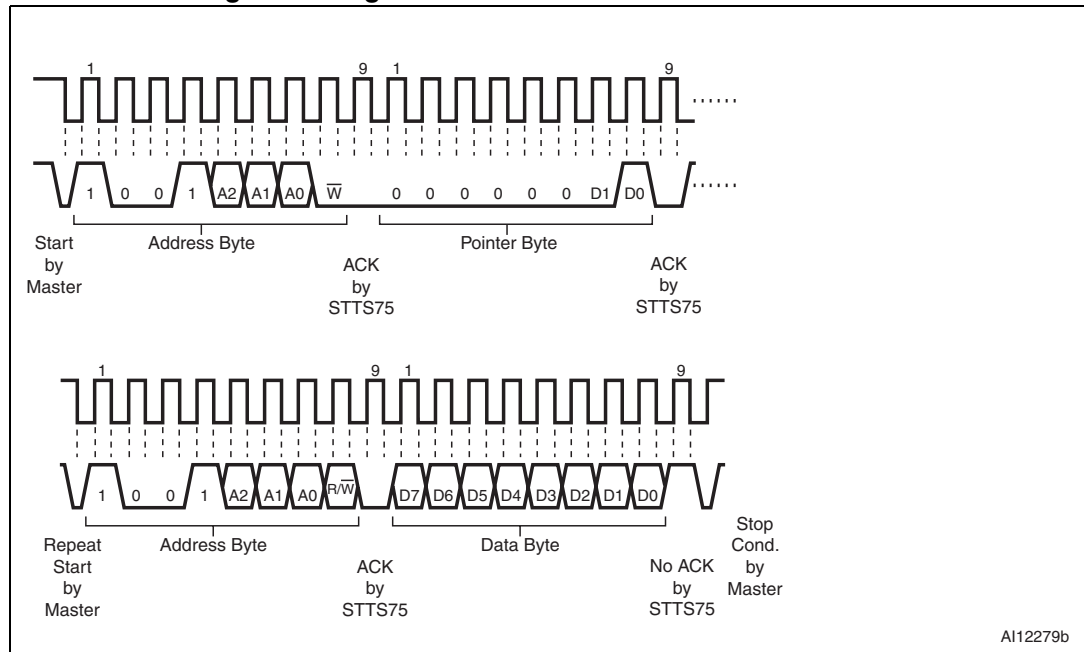 1 9 1 9
1 0 0 1 A2 A1 A0 W̅ 0 0 0 0 0 0 D1 D0
Address Byte Pointer Byte
Start
by
Master
ACK
by
STTS75
ACK
by
STTS75
1 9 1 9
1 0 0 1 A2 A1 A0 R/W̅ D7 D6 D5 D4 D3 D2 D1 D0
Address Byte Data Byte
Repeat
Start
by
Master
ACK
by
STTS75
No ACK
by
STTS75
Stop
Cond.
by
Master
AI12279b